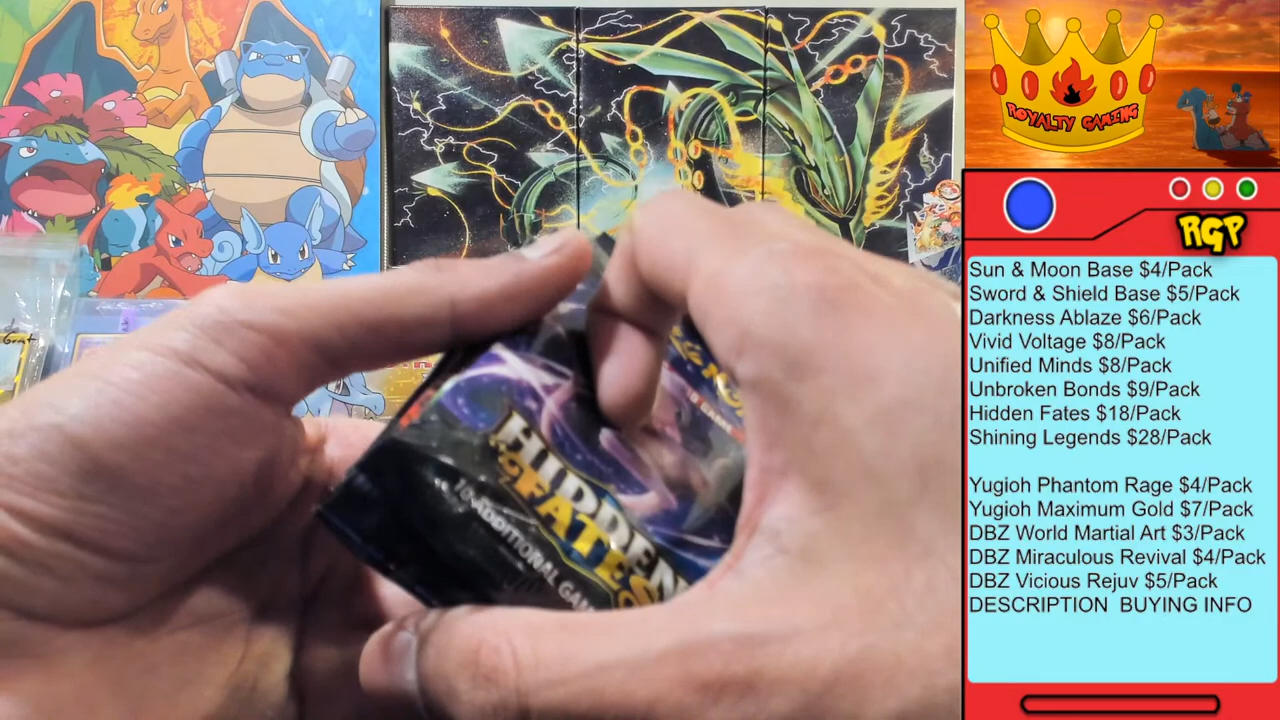 HIDDEN
FATES
10 ADDITIONAL GAM
ROYALTY GAMING
RGP
Sun & Moon Base $4/Pack
Sword & Shield Base $5/Pack
Darkness Ablaze $6/Pack
Vivid Voltage $8/Pack
Unified Minds $8/Pack
Unbroken Bonds $9/Pack
Hidden Fates $18/Pack
Shining Legends $28/Pack
Yugioh Phantom Rage $4/Pack
Yugioh Maximum Gold $7/Pack
DBZ World Martial Art $3/Pack
DBZ Miraculous Revival $4/Pack
DBZ Vicious Rejuv $5/Pack
DESCRIPTION BUYING INFO